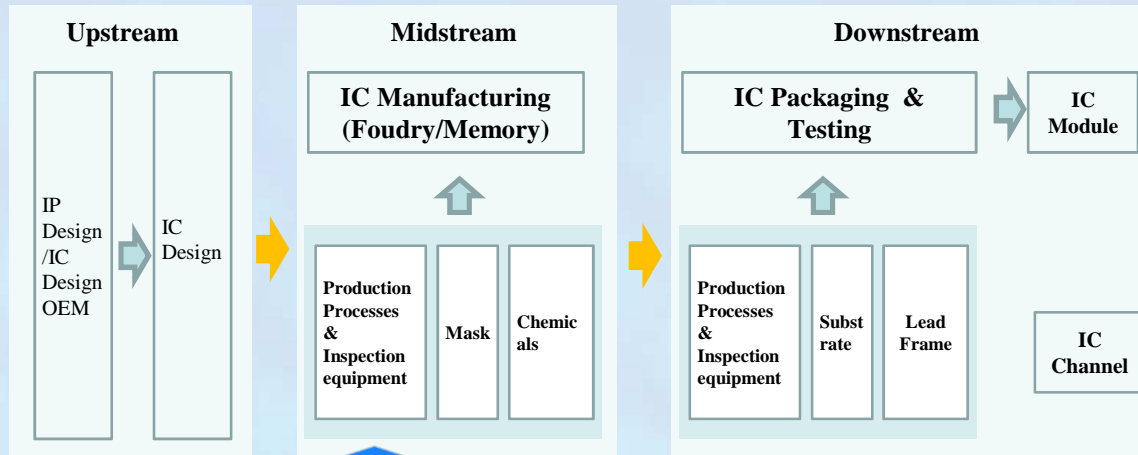 Upstream
IP
Design
/IC
Design
OEM
IC
Design
Midstream
IC Manufacturing
(Foudry/Memory)
Production
Processes
&
Inspection
equipment
Mask
Chemic
als
Downstream
IC Packaging &
Testing
IC
Module
Production
Processes
&
Inspection
equipment
Subst
rate
Lead
Frame
IC
Channel